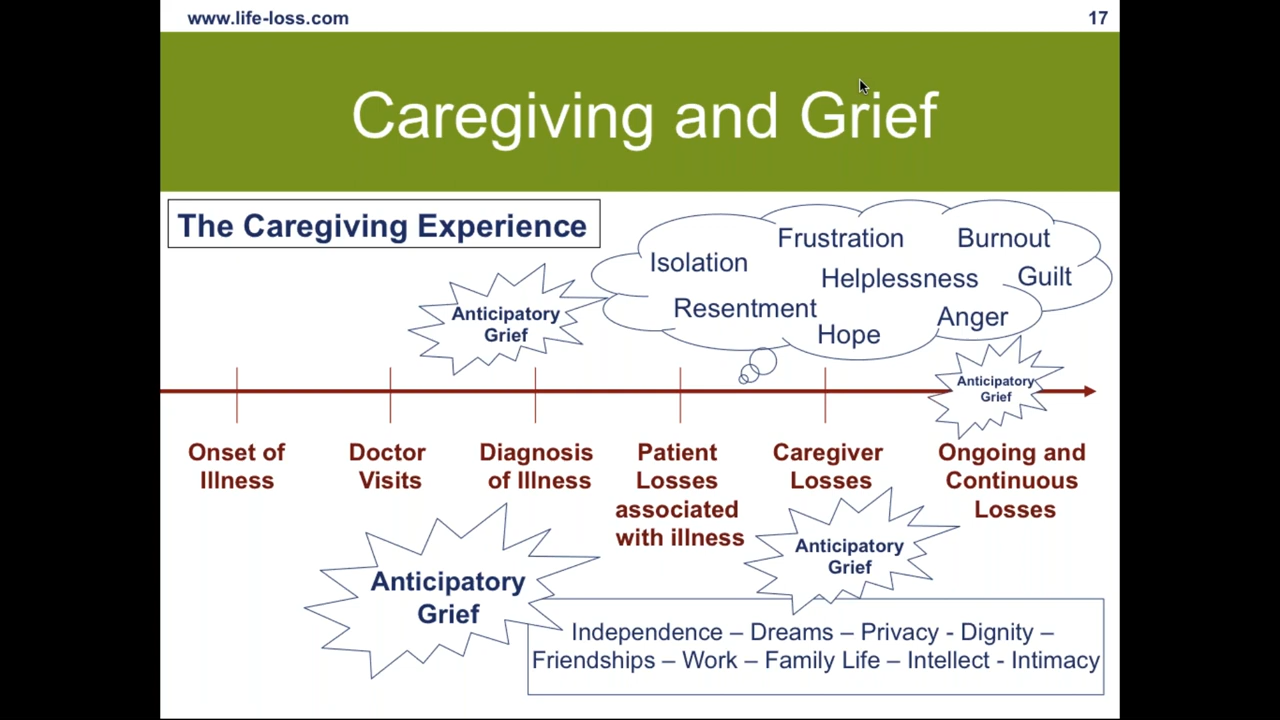 www.life-loss.com
17
Caregiving and Grief
The Caregiving Experience
Frustration
Burnout
Isolation
Helplessness
Guilt
Resentment
Anger
Hope
Anticipatory
Grief
Anticipatory
Grief
Onset of
Illness
Doctor
Visits
Diagnosis
of Illness
Patient
Losses
associated
with illness
Caregiver
Losses
Ongoing and
Continuous
Losses
Anticipatory
Grief
Anticipatory
Grief
Independence – Dreams – Privacy - Dignity –
Friendships – Work – Family Life – Intellect - Intimacy